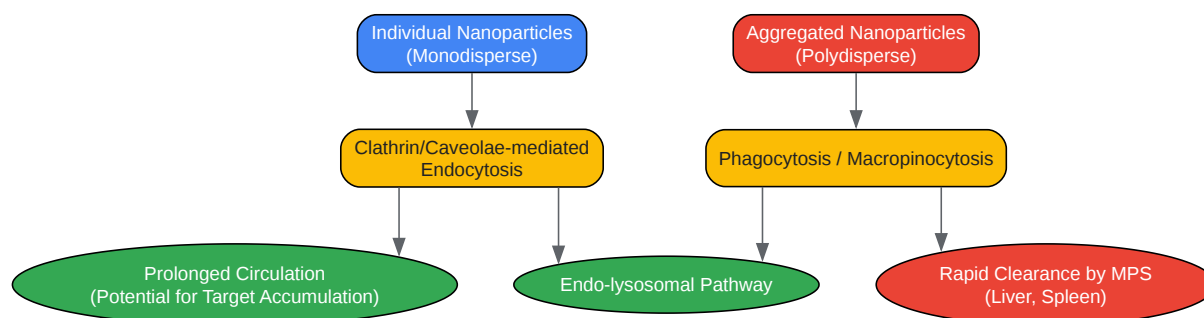 Individual Nanoparticles
(Monodisperse)
Aggregated Nanoparticles
(Polydisperse)
Clathrin/Caveolae-mediated
Endocytosis
Phagocytosis / Macropinocytosis
Prolonged Circulation
(Potential for Target Accumulation)
Endo-lysosomal Pathway
Rapid Clearance by MPS
(Liver, Spleen)